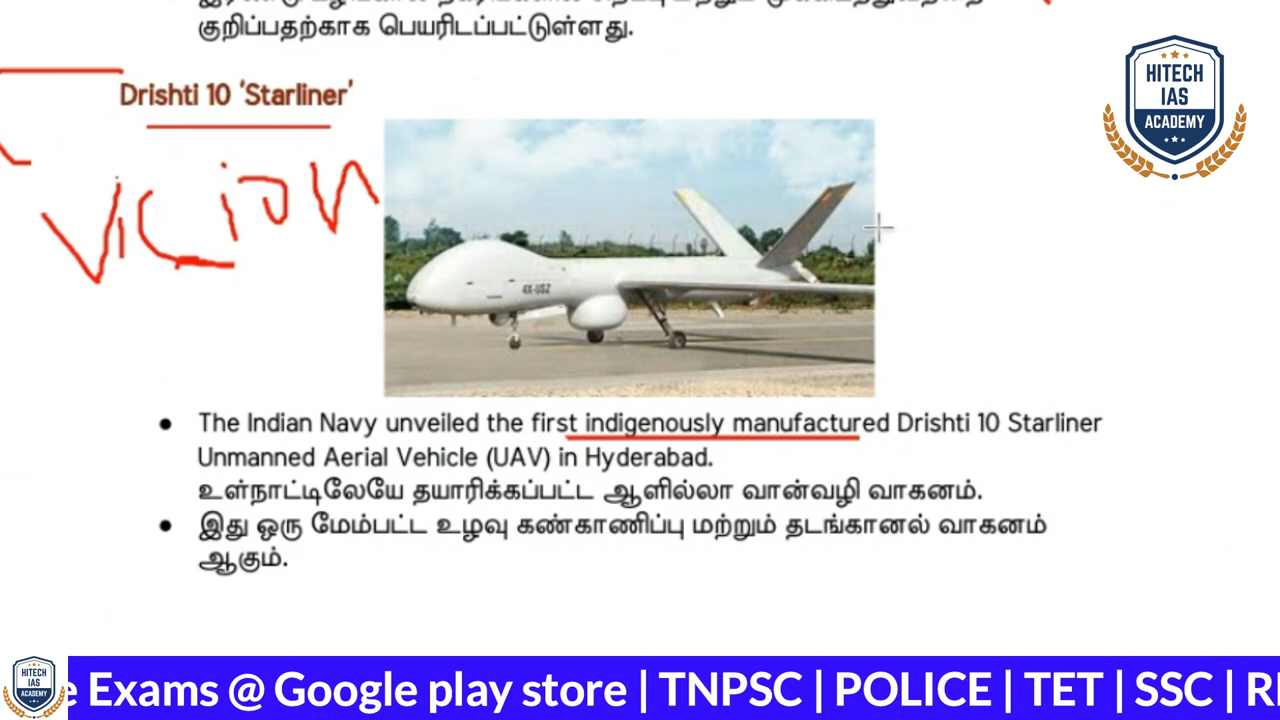 குறிப்பதற்காக பெயரிடப்பட்டுள்ளது.
Drishti 10 ‘Starliner’
Vision
HITECH
IAS
ACADEMY
4X-USZ
The Indian Navy unveiled the first indigenously manufactured Drishti 10 Starliner
Unmanned Aerial Vehicle (UAV) in Hyderabad.
உள்நாட்டிலேயே தயாரிக்கப்பட்ட ஆளில்லா வான்வழி வாகனம்.
இது ஒரு மேம்பட்ட உழவு கண்காணிப்பு மற்றும் தடங்கானல் வாகனம்
ஆகும்.
HITECH
IAS
ACADEMY
e Exams @ Google play store | TNPSC | POLICE | TET | SSC |